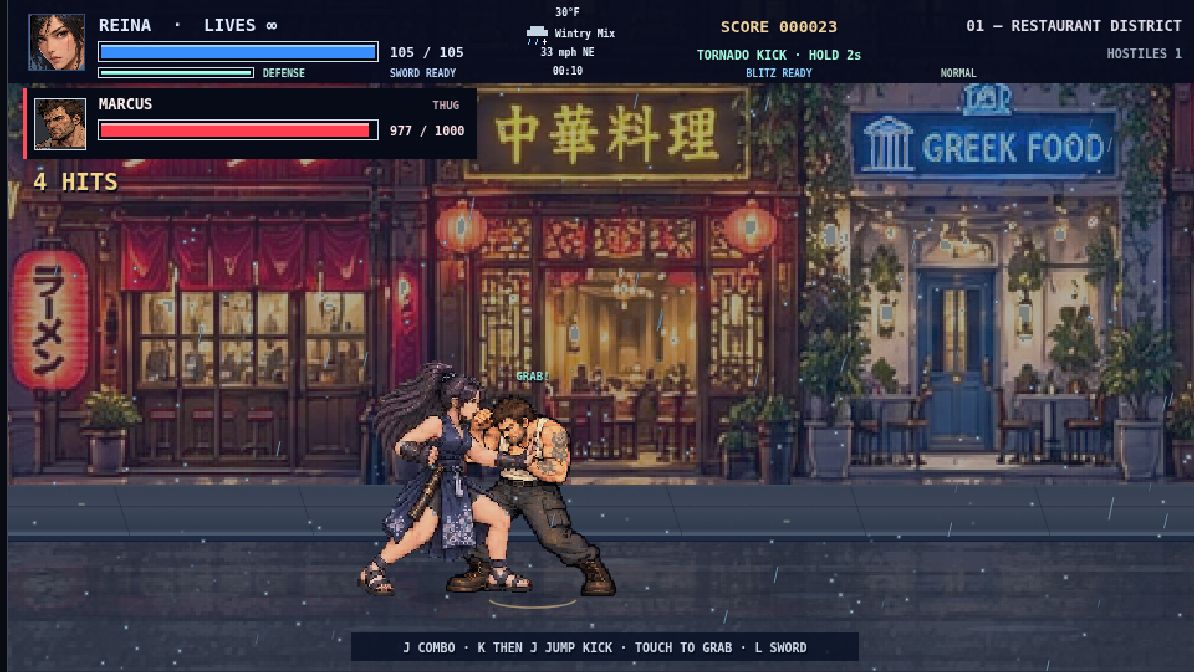 REINA · LIVES ∞
105 / 105
DEFENSE
SWORD READY
30°F
Wintry Mix
33 mph NE
00:10
SCORE 000023
TORNADO KICK · HOLD 2s
BLITZ READY
NORMAL
01 — RESTAURANT DISTRICT
HOSTILES 1
MARCUS
THUG
977 / 1000
4 HITS
中華料理
GREEK FOOD
ラーメン
GRAB!
J COMBO · K THEN J JUMP KICK · TOUCH TO GRAB · L SWORD